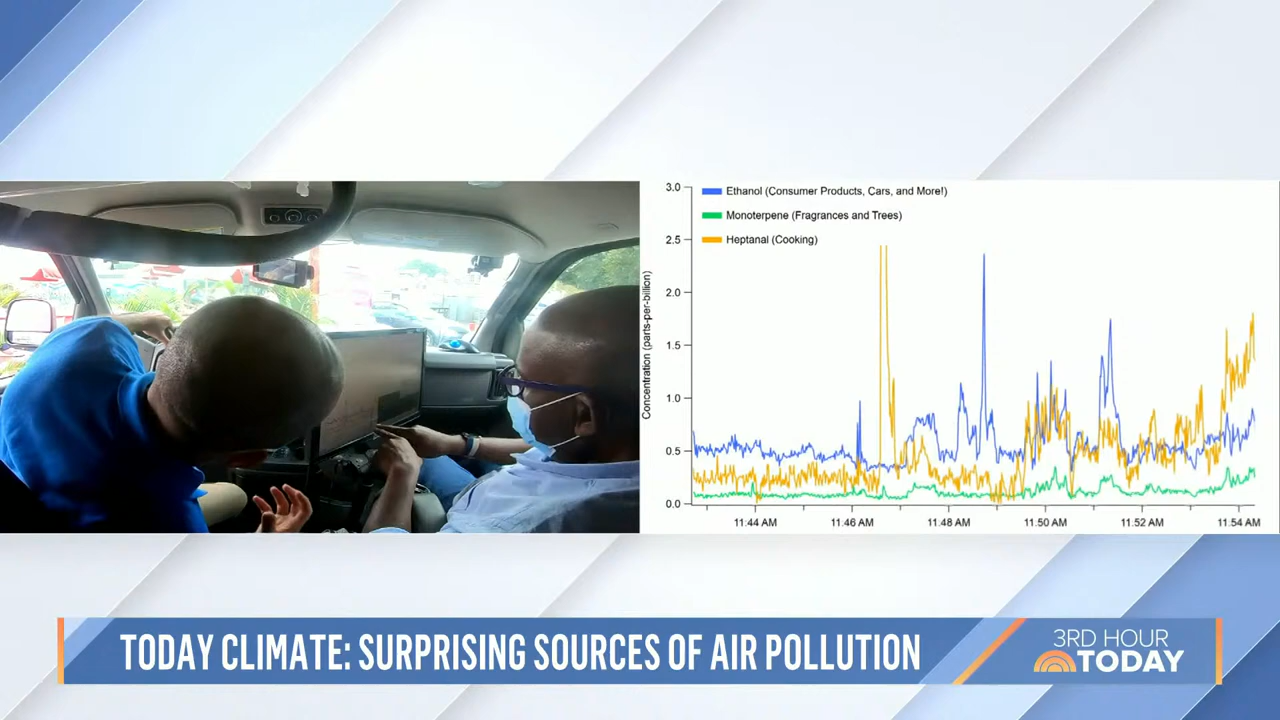 3.0
2.5
2.0
1.5
1.0
0.5
0.0
Concentration (parts-per-billion)
Ethanol (Consumer Products, Cars, and More!)
Monoterpene (Fragrances and Trees)
Heptanal (Cooking)
11.44 AM
11.46 AM
11.48 AM
11.50 AM
11.52 AM
11.54 AM
TODAY CLIMATE: SURPRISING SOURCES OF AIR POLLUTION
3RD HOUR
TODAY